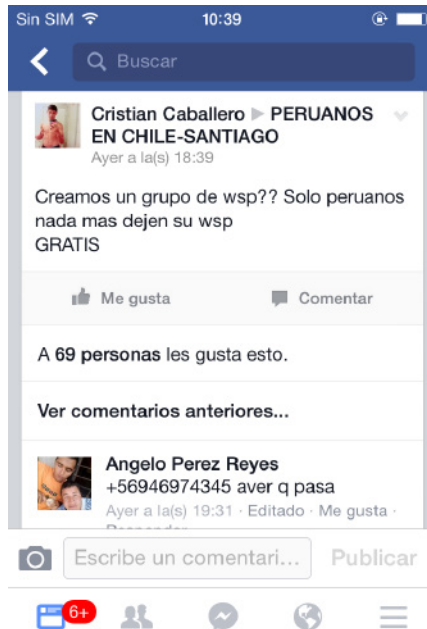 Sin SIM 10:39
Buscar
Cristian Caballero ▶ PERUANOS
EN CHILE-SANTIAGO
Ayer a la(s) 18:39
Creamos un grupo de wsp?? Solo peruanos
nada mas dejen su wsp
GRATIS
Me gusta Comentar
A 69 personas les gusta esto.
Ver comentarios anteriores...
Angelo Perez Reyes
+56946974345 aver q pasa
Ayer a la(s) 19:31 · Editado · Me gusta ·
Escribe un comentari... Publicar
6+